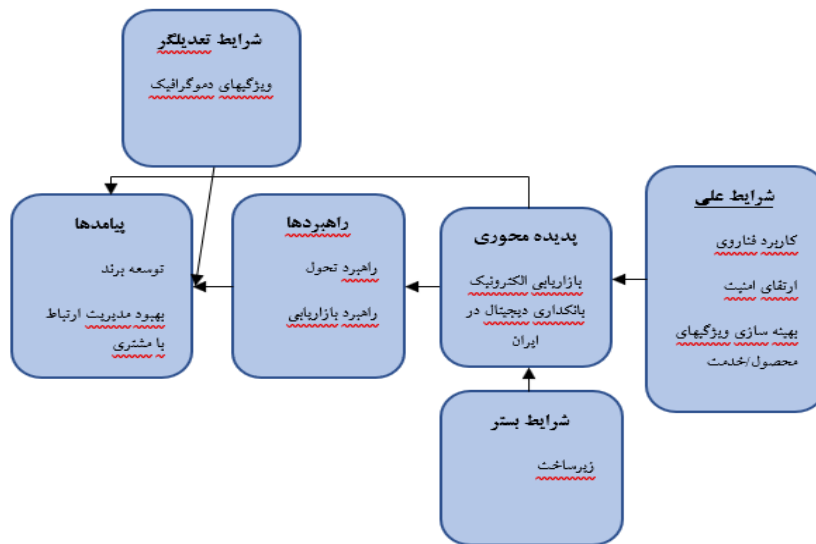 شرایط تعدیلگر
ویژگیهای دموگرافیک
شرایط علی
کاربرد فناروی
ارتقای امنیت
بهینه سازی ویژگیهای
محصول/خدمت
پدیده محوری
بازاریابی الکترونیک
بانکداری دیجیتال در
ایران
راهبردها
راهبرد تحول
راهبرد بازاریابی
پیامدها
توسعه برند
بهبود مدیریت ارتباط
با مشتری
شرایط بستر
زیرساخت